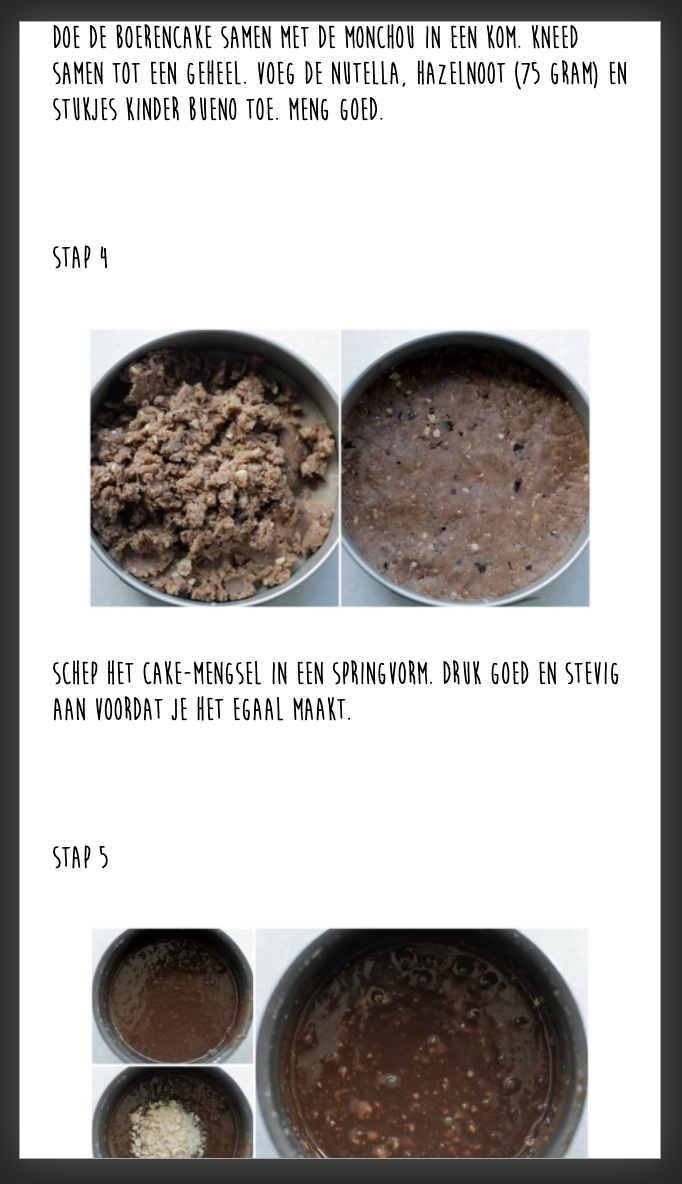 DOE DE BOERENCAKE SAMEN MET DE MONCHOU IN EEN KOM. KNEED
SAMEN TOT EEN GEHEEL. VOEG DE NUTELLA, HAZELNOOT (75 GRAM) EN
STUKJES KINDER BUENO TOE. MENG GOED.
STAP 4
SCHEP HET CAKE-MENGSEL IN EEN SPRINGVORM. DRUK GOED EN STEVIG
AAN VOORDAT JE HET EGAAL MAAKT.
STAP 5